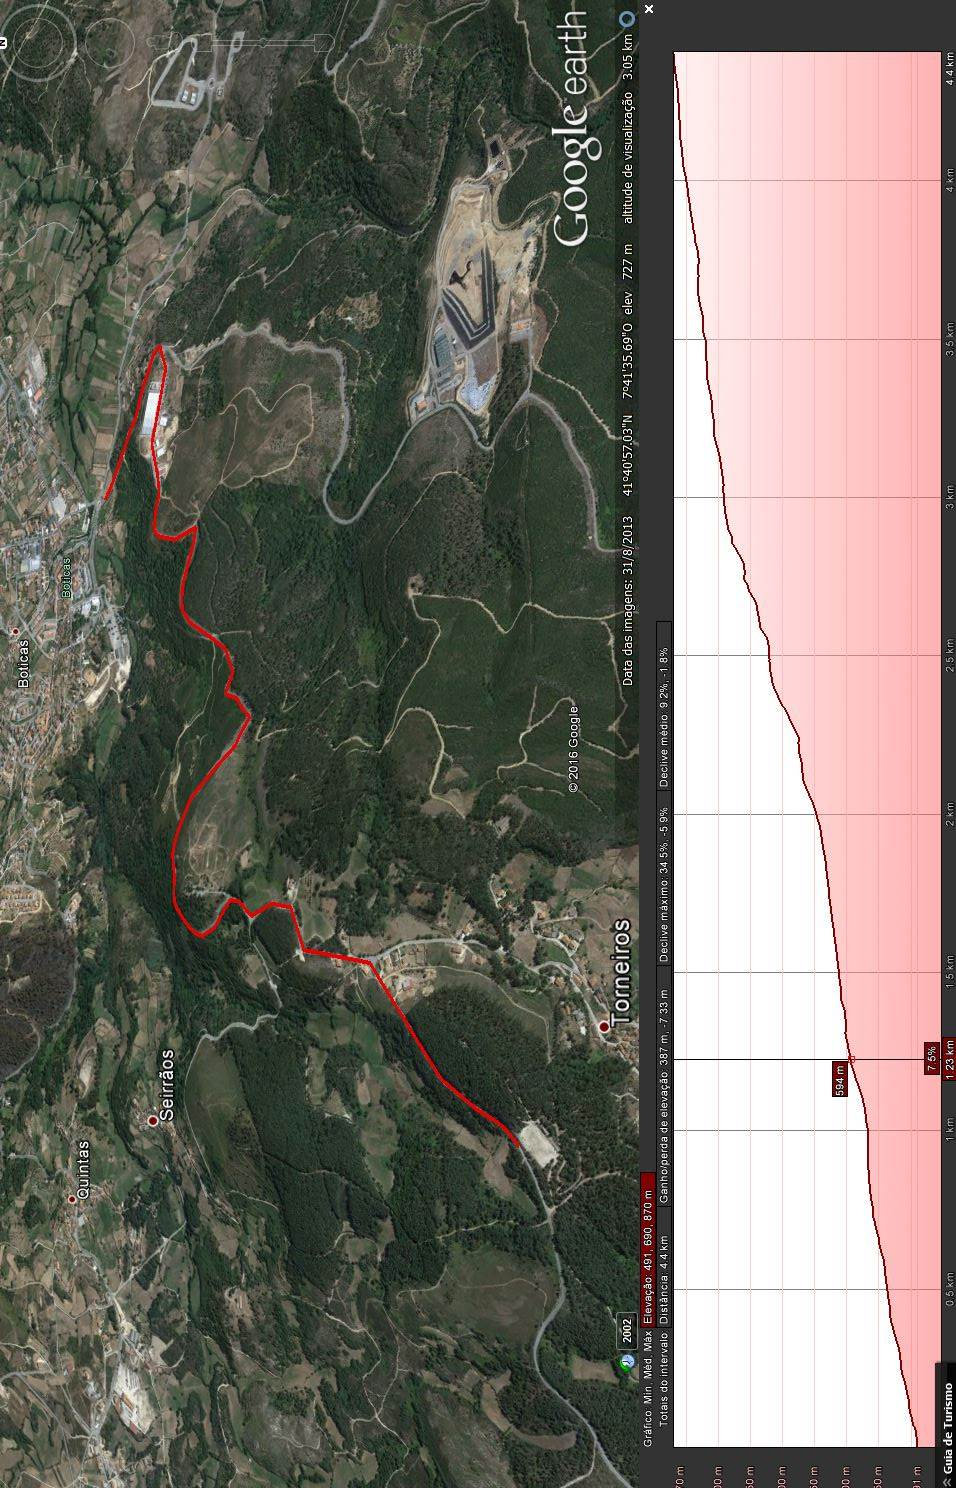 N
Boticas
Boticas
Quintas
Seirrãos
Torneiros
© 2016 Google
Google earth
2002
Data das imagens: 31/8/2013 41°40'57.03"N 7°41'35.69"O elev 727 m altitude de visualização 3.05 km
Gráfico: Mín, Méd, Máx Elevação: 491, 690, 870 m
Totais do intervalo Distância: 4.4 km Ganho/perda de elevação: 387 m, -7.33 m Declive máximo: 34.5%, -5.9% Declive médio: 9.2%, -1.8%
594 m
7.5%
0.5 km 1 km 1.23 km 1.5 km 2 km 2.5 km 3 km 3.5 km 4 km 4.4 km
Guia de Turismo